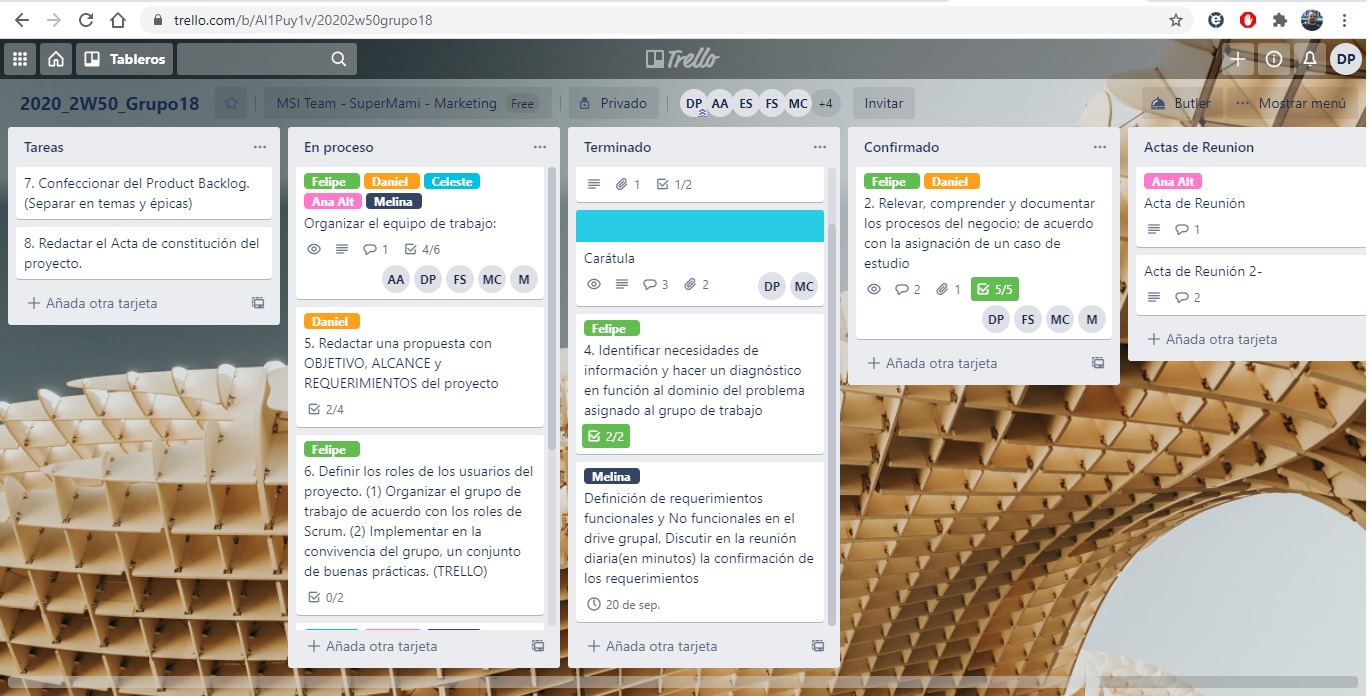 trello.com/b/AI1Puy1v/20202w50grupo18
Tableros
Trello
DP
2020_2W50_Grupo18
MSI Team - SuperMami - Marketing Free
Privado
DP AA ES FS MC +4
Invitar
Butler
Mostrar menú
Tareas
7. Confeccionar del Product Backlog.
(Separar en temas y épicas)
8. Redactar el Acta de constitución del
proyecto.
Añada otra tarjeta
En proceso
Felipe Daniel Celeste
Ana Alt Melina
Organizar el equipo de trabajo:
1 4/6
AA DP FS MC M
Daniel
5. Redactar una propuesta con
OBJETIVO, ALCANCE y
REQUERIMIENTOS del proyecto
2/4
Felipe
6. Definir los roles de los usuarios del
proyecto. (1) Organizar el grupo de
trabajo de acuerdo con los roles de
Scrum. (2) Implementar en la
convivencia del grupo, un conjunto
de buenas prácticas. (TRELLO)
0/2
Añada otra tarjeta
Terminado
1 1/2
Carátula
3 2
DP MC
Felipe
4. Identificar necesidades de
información y hacer un diagnóstico
en función al dominio del problema
asignado al grupo de trabajo
2/2
Melina
Definición de requerimientos
funcionales y No funcionales en el
drive grupal, Discutir en la reunión
diaria(en minutos) la confirmación de
los requerimientos
20 de sep.
Añada otra tarjeta
Confirmado
Felipe Daniel
2. Relevar, comprender y documentar
los procesos del negocio; de acuerdo
con la asignación de un caso de
estudio
2 1 5/5
DP FS MC M
Añada otra tarjeta
Actas de Reunion
Ana Alt
Acta de Reunión
1
Acta de Reunión 2-
2
Añada otra tarjeta